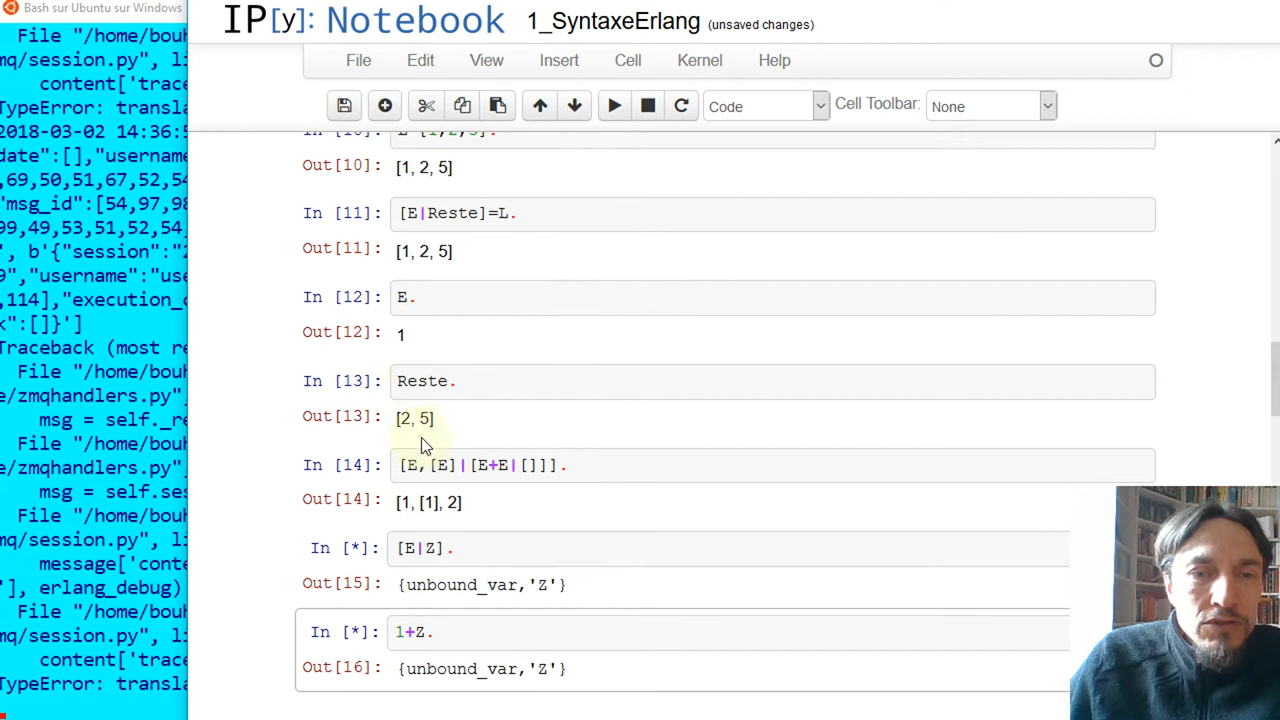 Bash sur Ubuntu sur Windows
File "/home/bouh
mq/session.py", li
content['trace
TypeError: transla
2018-03-02 14:36:5
date":[],"username
,69,50,51,67,52,54
"msg_id":[54,97,98
99,49,53,51,52,54,
', b'{"session":"2
9","username":"use
,114],"execution_c
k":[]}']
Traceback (most re
File "/home/bouh
e/zmqhandlers.py",
msg = self._re
File "/home/bouh
e/zmqhandlers.py",
msg = self.ses
File "/home/bouh
mq/session.py", li
message['conte
'], erlang_debug)
File "/home/bouh
mq/session.py", li
content['trace
TypeError: transla
IP[y]: Notebook 1_SyntaxeErlang (unsaved changes)
File Edit View Insert Cell Kernel Help
Code Cell Toolbar: None
Out[10]: [1, 2, 5]
In [11]: [E|Reste]=L.
Out[11]: [1, 2, 5]
In [12]: E.
Out[12]: 1
In [13]: Reste.
Out[13]: [2, 5]
In [14]: [E,[E]|[E+E|[]]].
Out[14]: [1, [1], 2]
In [*]: [E|Z].
Out[15]: {unbound_var,'Z'}
In [*]: 1+Z.
Out[16]: {unbound_var,'Z'}